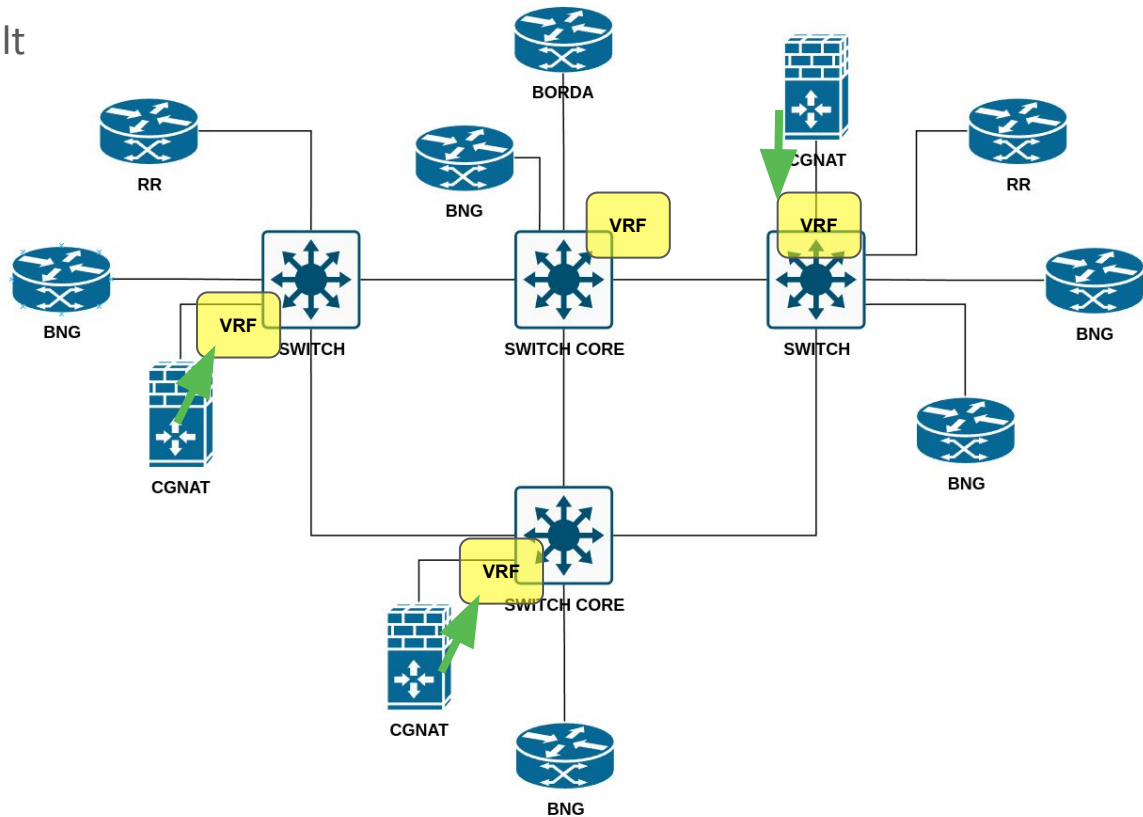 lt
BORDA
RR
CGNAT
RR
BNG
VRF
VRF
BNG
VRF
BNG
SWITCH
SWITCH CORE
SWITCH
BNG
CGNAT
VRF
SWITCH CORE
CGNAT
BNG